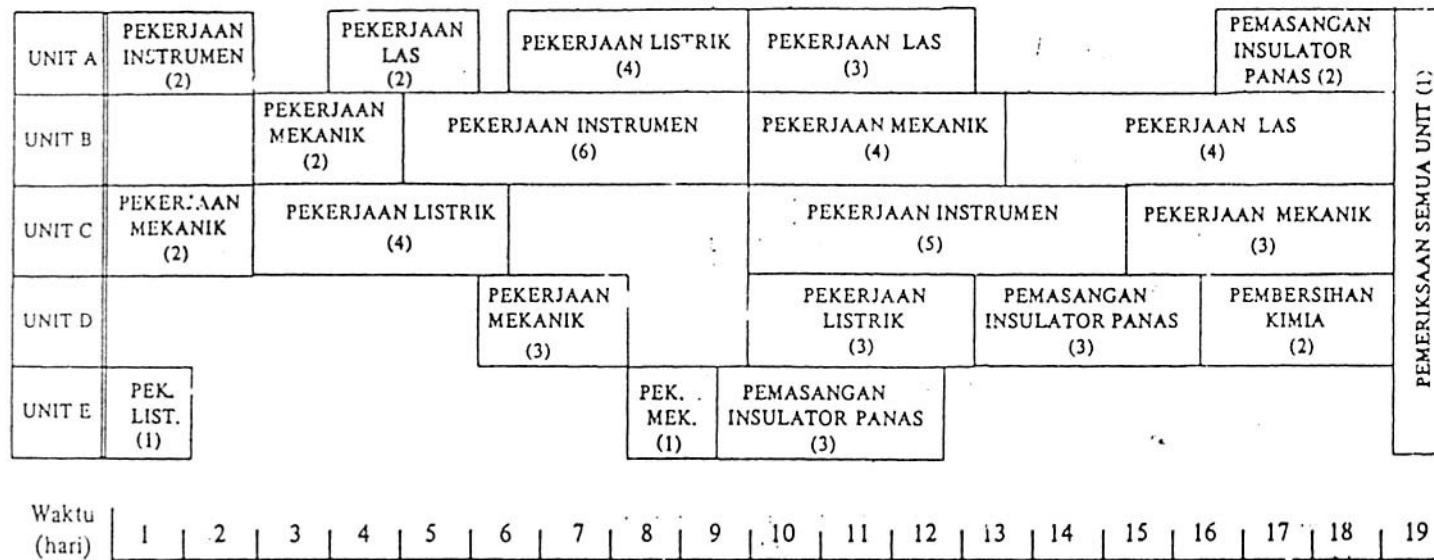 UNIT A
PEKERJAAN
INSTRUMEN
(2)
PEKERJAAN
LAS
(2)
PEKERJAAN LISTRIK
(4)
PEKERJAAN LAS
(3)
PEMASANGAN
INSULATOR
PANAS (2)
UNIT B
PEKERJAAN
MEKANIK
(2)
PEKERJAAN INSTRUMEN
(6)
PEKERJAAN MEKANIK
(4)
PEKERJAAN LAS
(4)
UNIT C
PEKERJAAN
MEKANIK
(2)
PEKERJAAN LISTRIK
(4)
PEKERJAAN INSTRUMEN
(5)
PEKERJAAN MEKANIK
(3)
UNIT D
PEKERJAAN
MEKANIK
(3)
PEKERJAAN
LISTRIK
(3)
PEMASANGAN
INSULATOR PANAS
(3)
PEMBERSIHAN
KIMIA
(2)
UNIT E
PEK.
LIST.
(1)
PEK.
MEK.
(1)
PEMASANGAN
INSULATOR PANAS
(3)
PEMERIKSAAN SEMUA UNIT (1)
Waktu
(hari)
1 2 3 4 5 6 7 8 9 10 11 12 13 14 15 16 17 18 19